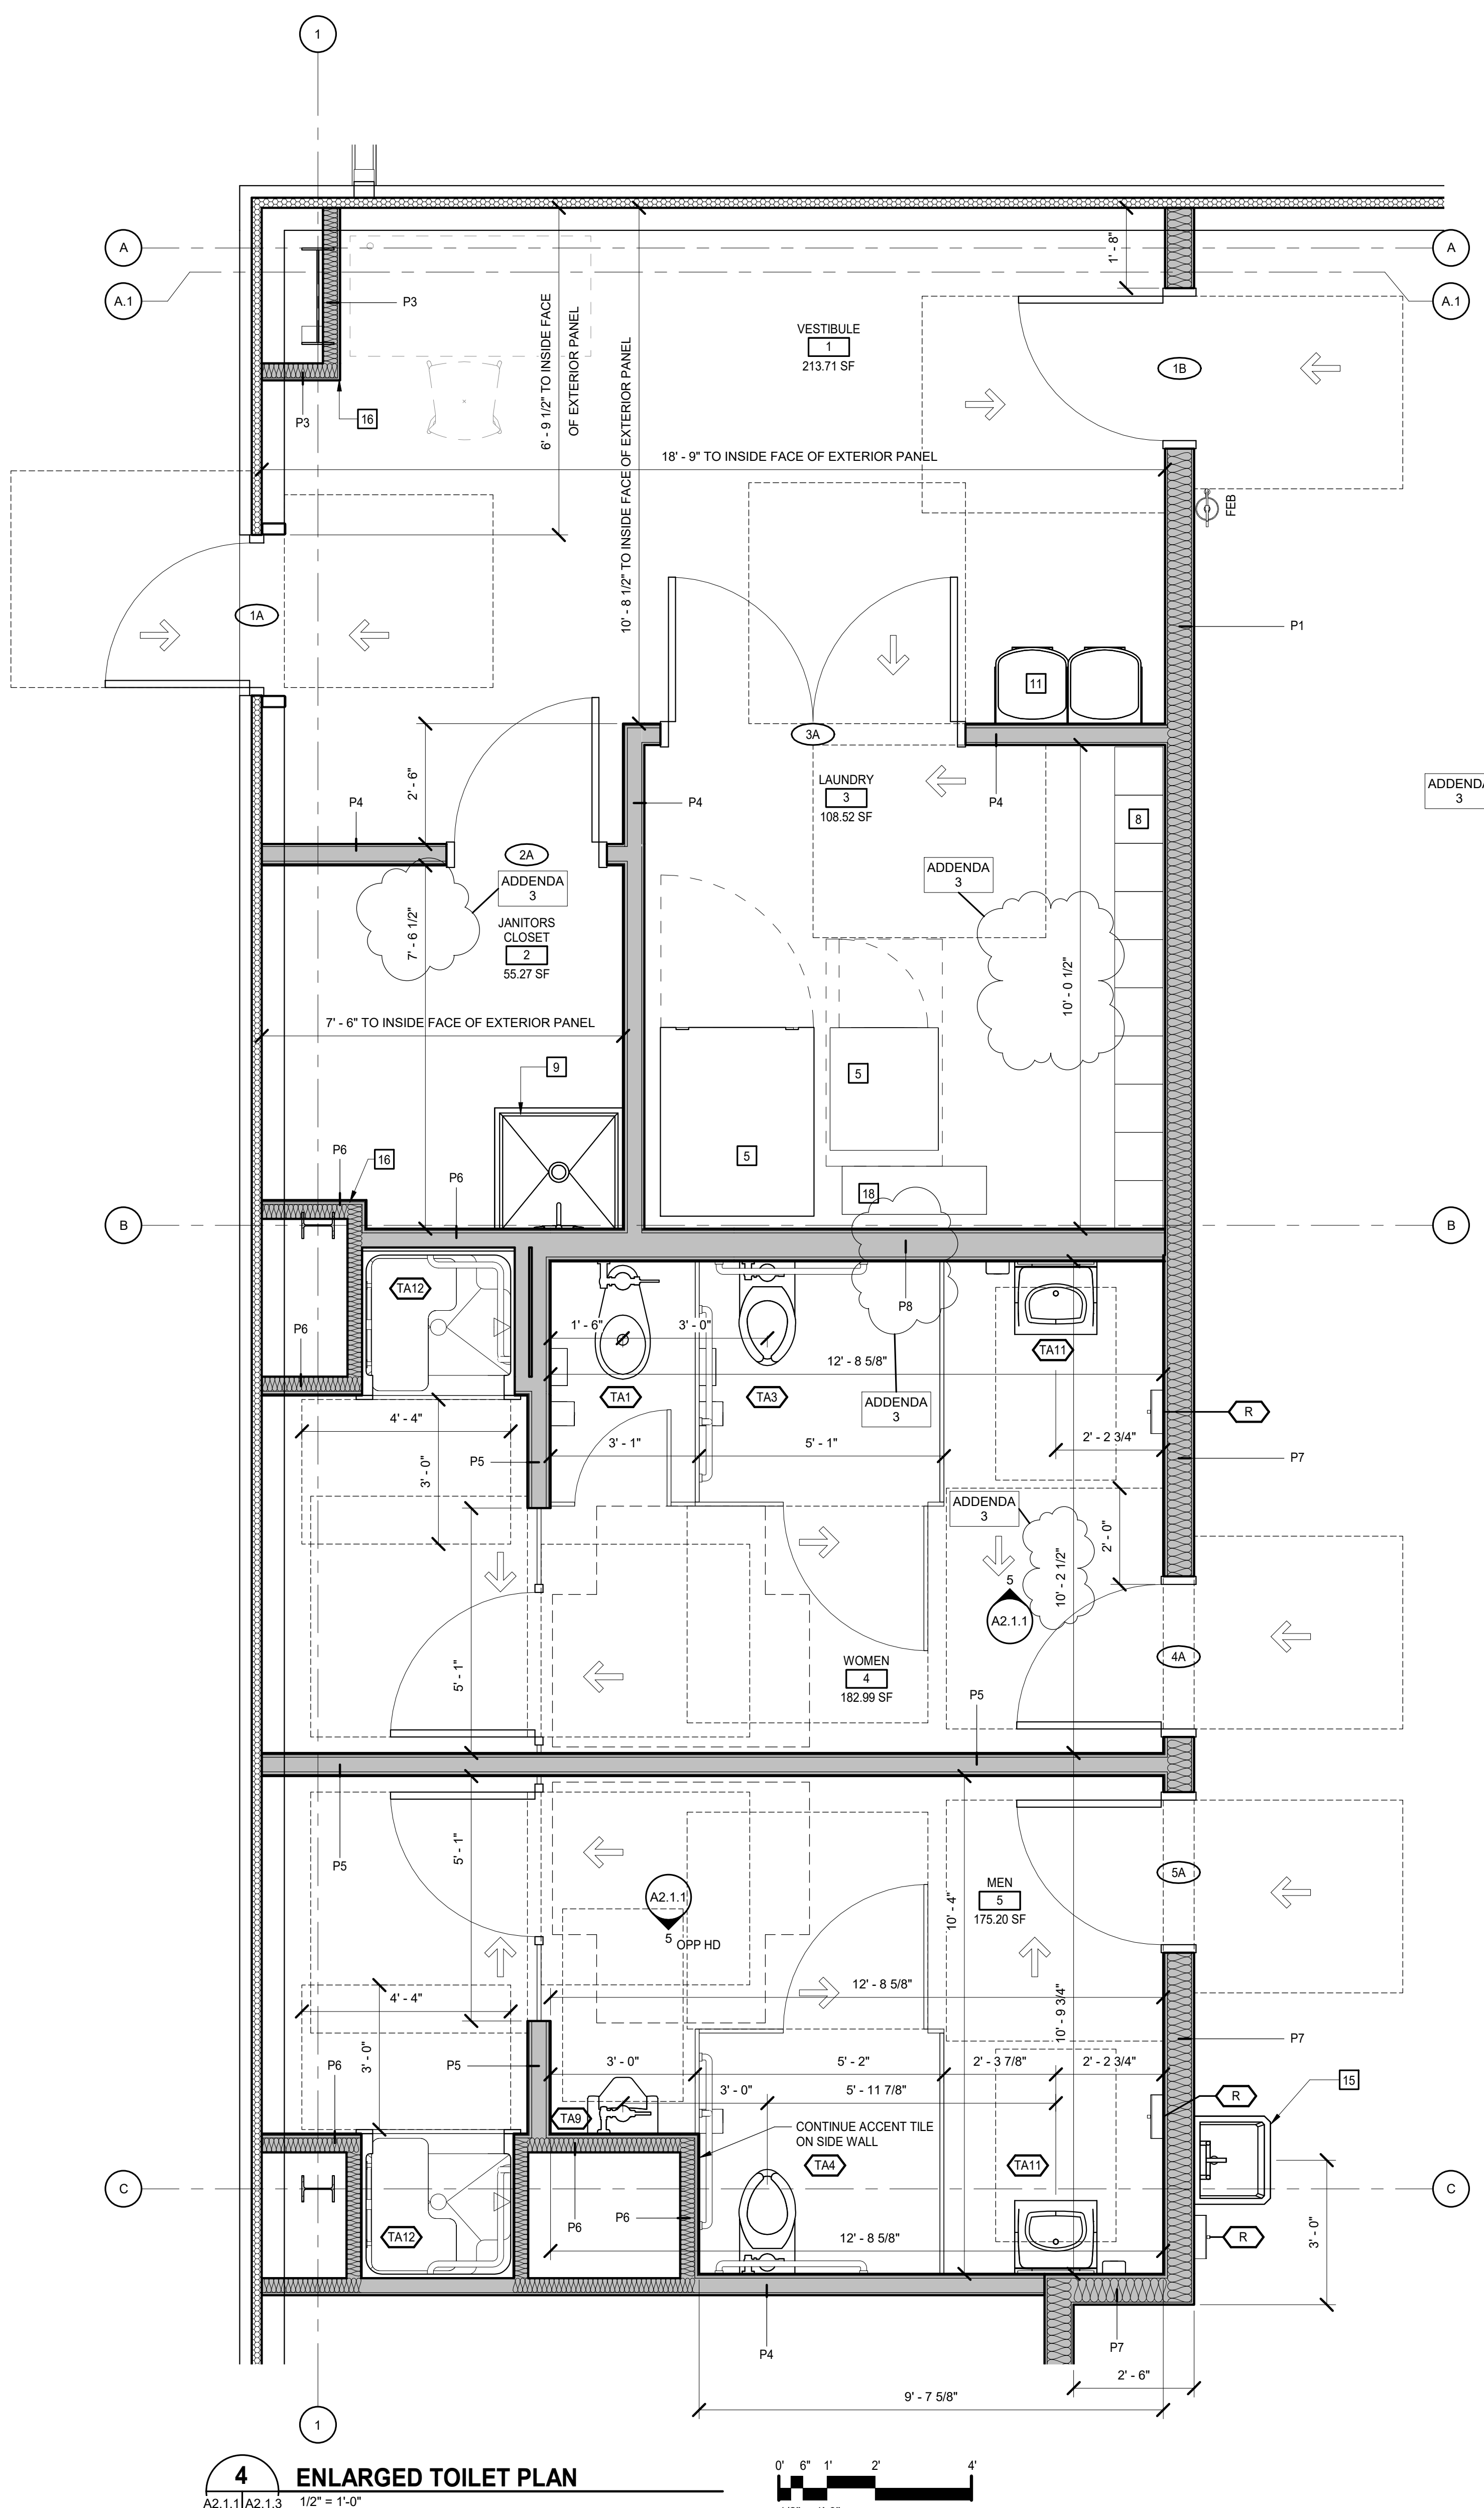 1
A
A
A.1
A.1
P3
P3
16
6' - 9 1/2" TO INSIDE FACE
OF EXTERIOR PANEL
10' - 8 1/2" TO INSIDE FACE OF EXTERIOR PANEL
VESTIBULE
1
213.71 SF
1' - 8"
1B
18' - 9" TO INSIDE FACE OF EXTERIOR PANEL
FEB
1A
P1
11
3A
2' - 6"
P4
P4
LAUNDRY
3
108.52 SF
P4
8
ADDENDA
3
2A
ADDENDA
3
ADDENDA
3
JANITORS
CLOSET
2
55.27 SF
7' - 6 1/2"
10' - 0 1/2"
7' - 6" TO INSIDE FACE OF EXTERIOR PANEL
9
5
5
P6
16
P6
18
B
B
TA12
P8
P6
1' - 6"
3' - 0"
12' - 8 5/8"
TA11
TA1
TA3
ADDENDA
3
R
4' - 4"
3' - 1"
5' - 1"
2' - 2 3/4"
3' - 0"
P5
P7
ADDENDA
3
2' - 0"
10' - 2 1/2"
5
A2.1.1
5' - 1"
WOMEN
4
182.99 SF
4A
P5
P5
5' - 1"
5A
MEN
5
175.20 SF
A2.1.1
5
OPP HD
10' - 4"
12' - 8 5/8"
4' - 4"
10' - 9 3/4"
P7
3' - 0"
P6
P5
3' - 0"
5' - 2"
2' - 3 7/8"
2' - 2 3/4"
15
3' - 0"
5' - 11 7/8"
R
TA9
CONTINUE ACCENT TILE
ON SIDE WALL
TA4
TA11
C
C
P6
P6
TA12
12' - 8 5/8"
R
3' - 0"
P4
P7
2' - 6"
9' - 7 5/8"
1
4
A2.1.1
A2.1.3
ENLARGED TOILET PLAN
1/2" = 1'-0"
0' 6" 1' 2' 4'